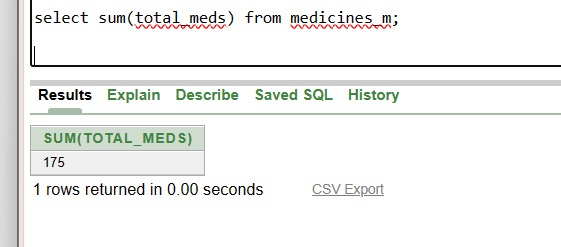 select sum(total_meds) from medicines_m;
Results Explain Describe Saved SQL History
SUM(TOTAL_MEDS)
175
1 rows returned in 0.00 seconds CSV Export